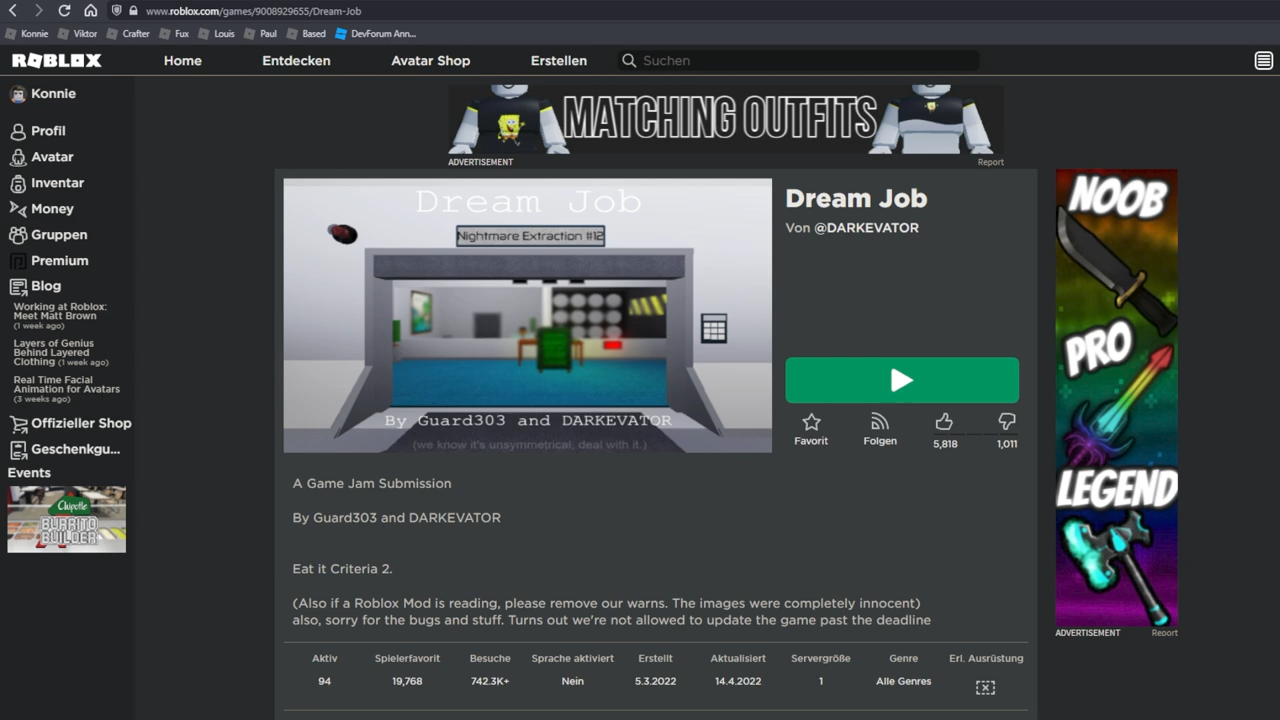 www.roblox.com/games/9008929655/Dream-Job
Konnie Viktor Crafter Fux Louis Paul Based DevForum Ann...
ROBLOX Home Entdecken Avatar Shop Erstellen Suchen
Konnie
Profil
Avatar
Inventar
Money
Gruppen
Premium
Blog
Working at Roblox:
Meet Matt Brown
(1 week ago)
Layers of Genius
Behind Layered
Clothing (1 week ago)
Real Time Facial
Animation for Avatars
(3 weeks ago)
Offizieller Shop
Geschenkgu...
Events
Chipotle
BURRITO
BUILDER
MATCHING OUTFITS
ADVERTISEMENT Report
Dream Job
Nightmare Extraction #12
By Guard303 and DARKEVATOR
(we know it's unsymmetrical, deal with it.)
Dream Job
Von @DARKEVATOR
Favorit Folgen 5,818 1,011
A Game Jam Submission
By Guard303 and DARKEVATOR
Eat it Criteria 2.
(Also if a Roblox Mod is reading, please remove our warns. The images were completely innocent)
also, sorry for the bugs and stuff. Turns out we're not allowed to update the game past the deadline
Aktiv Spielerfavorit Besuche Sprache aktiviert Erstellt Aktualisiert Servergröße Genre Erl. Ausrüstung
94 19,768 742.3K+ Nein 5.3.2022 14.4.2022 1 Alle Genres
NOOB
PRO
LEGEND
ADVERTISEMENT Report